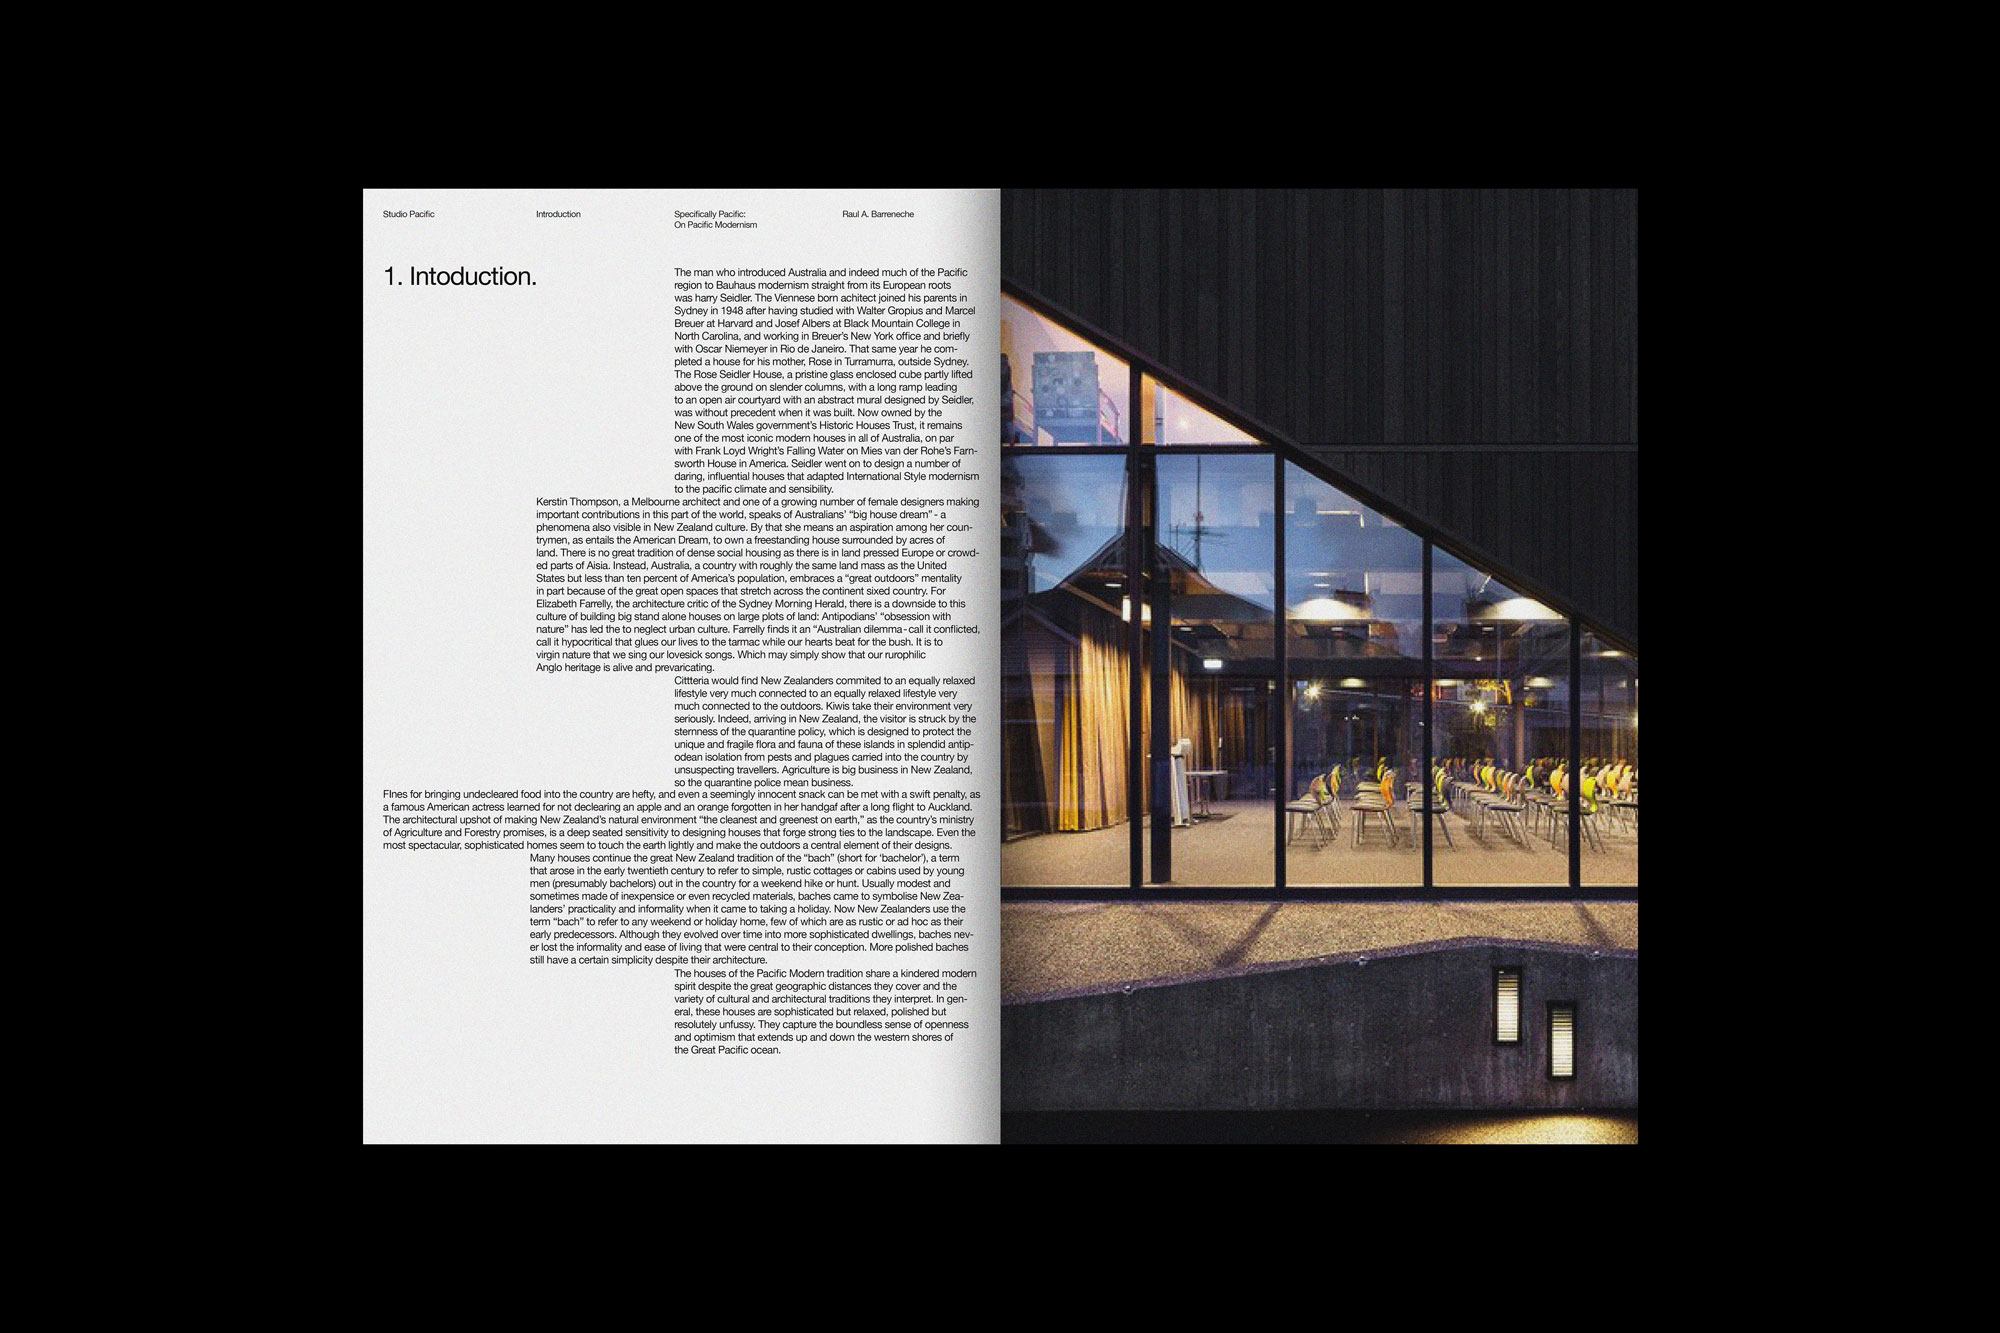 Studio Pacific
Introduction
Specifically Pacific:
On Pacific Modernism
Raul A. Barreneche
1. Intoduction.
The man who introduced Australia and indeed much of the Pacific
region to Bauhaus modernism straight from its European roots
was harry Seidler. The Viennese born achitect joined his parents in
Sydney in 1948 after having studied with Walter Gropius and Marcel
Breuer at Harvard and Josef Albers at Black Mountain College in
North Carolina, and working in Breuer’s New York office and briefly
with Oscar Niemeyer in Rio de Janeiro. That same year he com-
pleted a house for his mother, Rose in Turramurra, outside Sydney.
The Rose Seidler House, a pristine glass enclosed cube partly lifted
above the ground on slender columns, with a long ramp leading
to an open air courtyard with an abstract mural designed by Seidler,
was without precedent when it was built. Now owned by the
New South Wales government’s Historic Houses Trust, it remains
one of the most iconic modern houses in all of Australia, on par
with Frank Loyd Wright’s Falling Water on Mies van der Rohe’s Farn-
sworth House in America. Seidler went on to design a number of
daring, influential houses that adapted International Style modernism
to the pacific climate and sensibility.
Kerstin Thompson, a Melbourne architect and one of a growing number of female designers making
important contributions in this part of the world, speaks of Australians’ “big house dream” - a
phenomena also visible in New Zealand culture. By that she means an aspiration among her coun-
trymen, as entails the American Dream, to own a freestanding house surrounded by acres of
land. There is no great tradition of dense social housing as there is in land pressed Europe or crowd-
ed parts of Aisia. Instead, Australia, a country with roughly the same land mass as the United
States but less than ten percent of America’s population, embraces a “great outdoors” mentality
in part because of the great open spaces that stretch across the continent sixed country. For
Elizabeth Farrelly, the architecture critic of the Sydney Morning Herald, there is a downside to this
culture of building big stand alone houses on large plots of land: Antipodians’ “obsession with
nature” has led the to neglect urban culture. Farrelly finds it an “Australian dilemma - call it conflicted,
call it hypocritical that glues our lives to the tarmac while our hearts beat for the bush. It is to
virgin nature that we sing our lovesick songs. Which may simply show that our rurophilic
Anglo heritage is alive and prevaricating.
Cittteria would find New Zealanders commited to an equally relaxed
lifestyle very much connected to an equally relaxed lifestyle very
much connected to the outdoors. Kiwis take their environment very
seriously. Indeed, arriving in New Zealand, the visitor is struck by the
sternness of the quarantine policy, which is designed to protect the
unique and fragile flora and fauna of these islands in splendid antip-
odean isolation from pests and plagues carried into the country by
unsuspecting travellers. Agriculture is big business in New Zealand,
so the quarantine police mean business.
FInes for bringing undecleared food into the country are hefty, and even a seemingly innocent snack can be met with a swift penalty, as
a famous American actress learned for not declearing an apple and an orange forgotten in her handgaf after a long flight to Auckland.
The architectural upshot of making New Zealand’s natural environment “the cleanest and greenest on earth,” as the country’s ministry
of Agriculture and Forestry promises, is a deep seated sensitivity to designing houses that forge strong ties to the landscape. Even the
most spectacular, sophisticated homes seem to touch the earth lightly and make the outdoors a central element of their designs.
Many houses continue the great New Zealand tradition of the “bach” (short for ‘bachelor’), a term
that arose in the early twentieth century to refer to simple, rustic cottages or cabins used by young
men (presumably bachelors) out in the country for a weekend hike or hunt. Usually modest and
sometimes made of inexpensice or even recycled materials, baches came to symbolise New Zea-
landers’ practicality and informality when it came to taking a holiday. Now New Zealanders use the
term “bach” to refer to any weekend or holiday home, few of which are as rustic or ad hoc as their
early predecessors. Although they evolved over time into more sophisticated dwellings, baches nev-
er lost the informality and ease of living that were central to their conception. More polished baches
still have a certain simplicity despite their architecture.
The houses of the Pacific Modern tradition share a kindered modern
spirit despite the great geographic distances they cover and the
variety of cultural and architectural traditions they interpret. In gen-
eral, these houses are sophisticated but relaxed, polished but
resolutely unfussy. They capture the boundless sense of openness
and optimism that extends up and down the western shores of
the Great Pacific ocean.